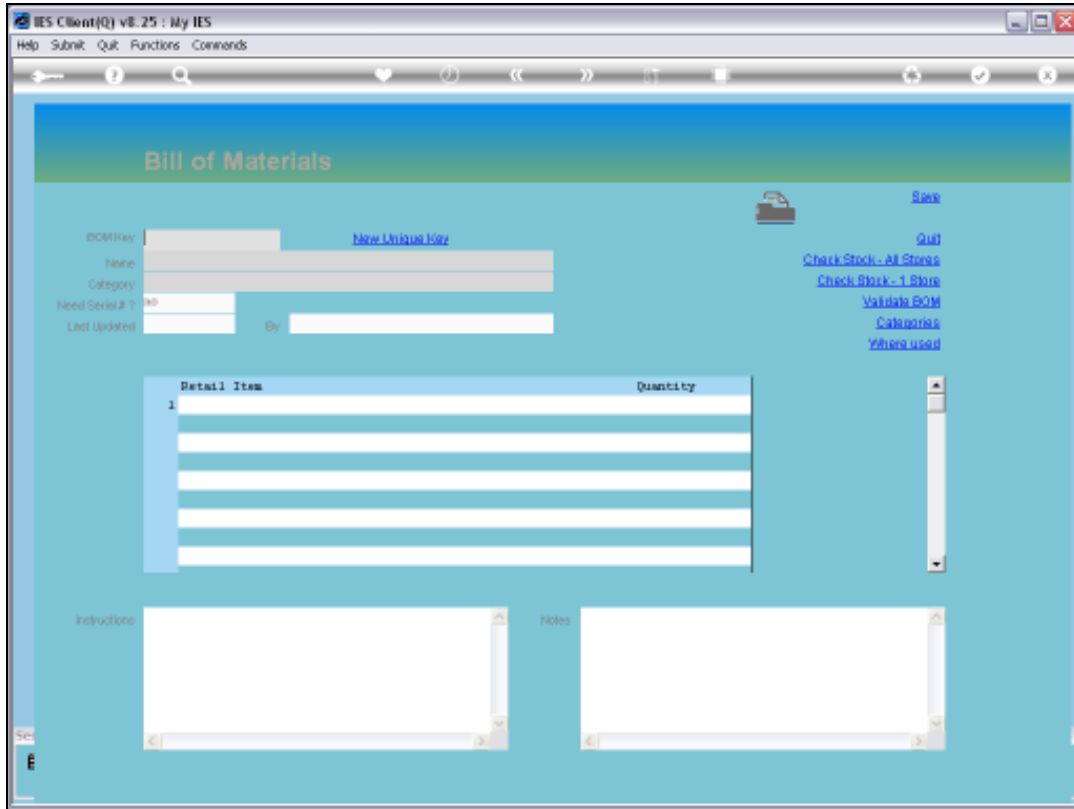 IES Client(Q) v8.25 : My IES
Help Submit Quit Functions Commands
Bill of Materials
Save
BOM Key
New Unique Key
Quit
Name
Check Stock - All Stores
Category
Check Stock - 1 Store
Need Serial # ?
no
Validate BOM
Last Updated
By
Categories
Where used
Retail Item Quantity
1
Instructions
Notes